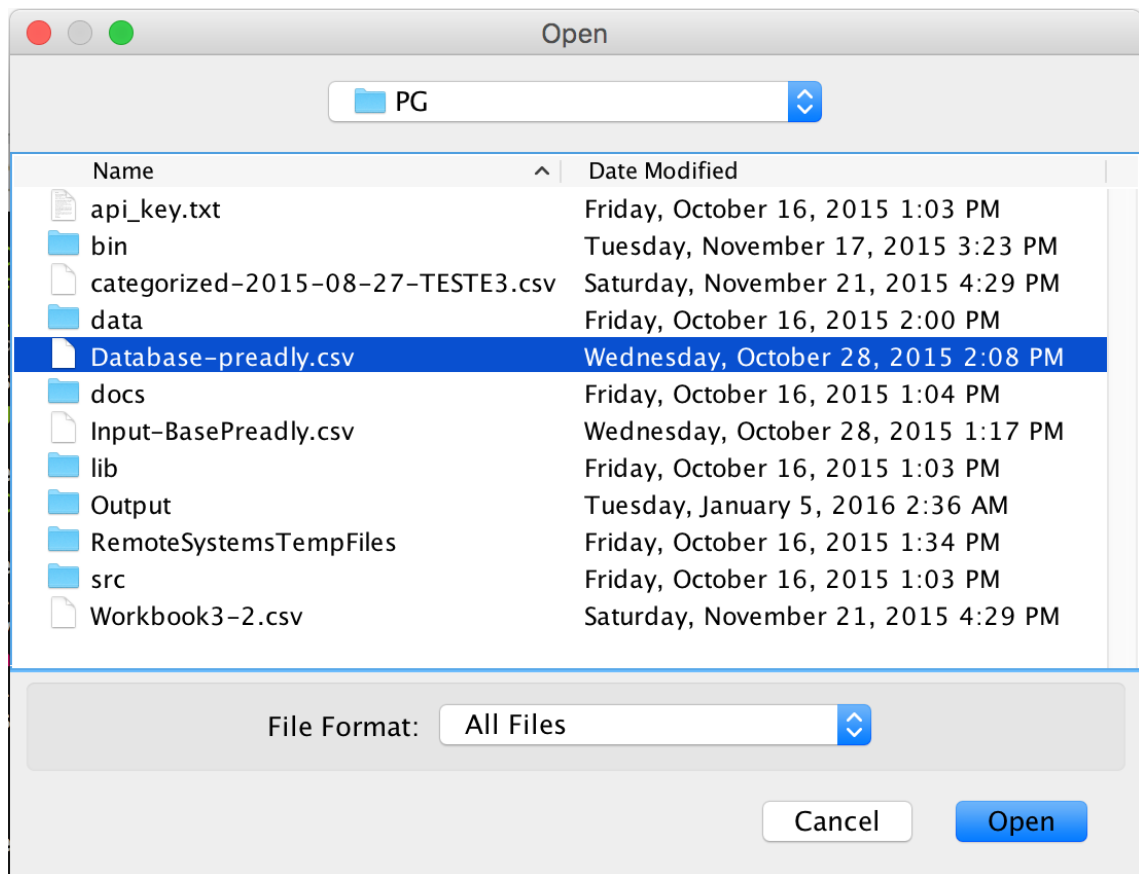 Open
PG
Name Date Modified
api_key.txt Friday, October 16, 2015 1:03 PM
bin Tuesday, November 17, 2015 3:23 PM
categorized-2015-08-27-TESTE3.csv Saturday, November 21, 2015 4:29 PM
data Friday, October 16, 2015 2:00 PM
Database-preadly.csv Wednesday, October 28, 2015 2:08 PM
docs Friday, October 16, 2015 1:04 PM
Input-BasePreadly.csv Wednesday, October 28, 2015 1:17 PM
lib Friday, October 16, 2015 1:03 PM
Output Tuesday, January 5, 2016 2:36 AM
RemoteSystemsTempFiles Friday, October 16, 2015 1:34 PM
src Friday, October 16, 2015 1:03 PM
Workbook3-2.csv Saturday, November 21, 2015 4:29 PM
File Format: All Files
Cancel Open